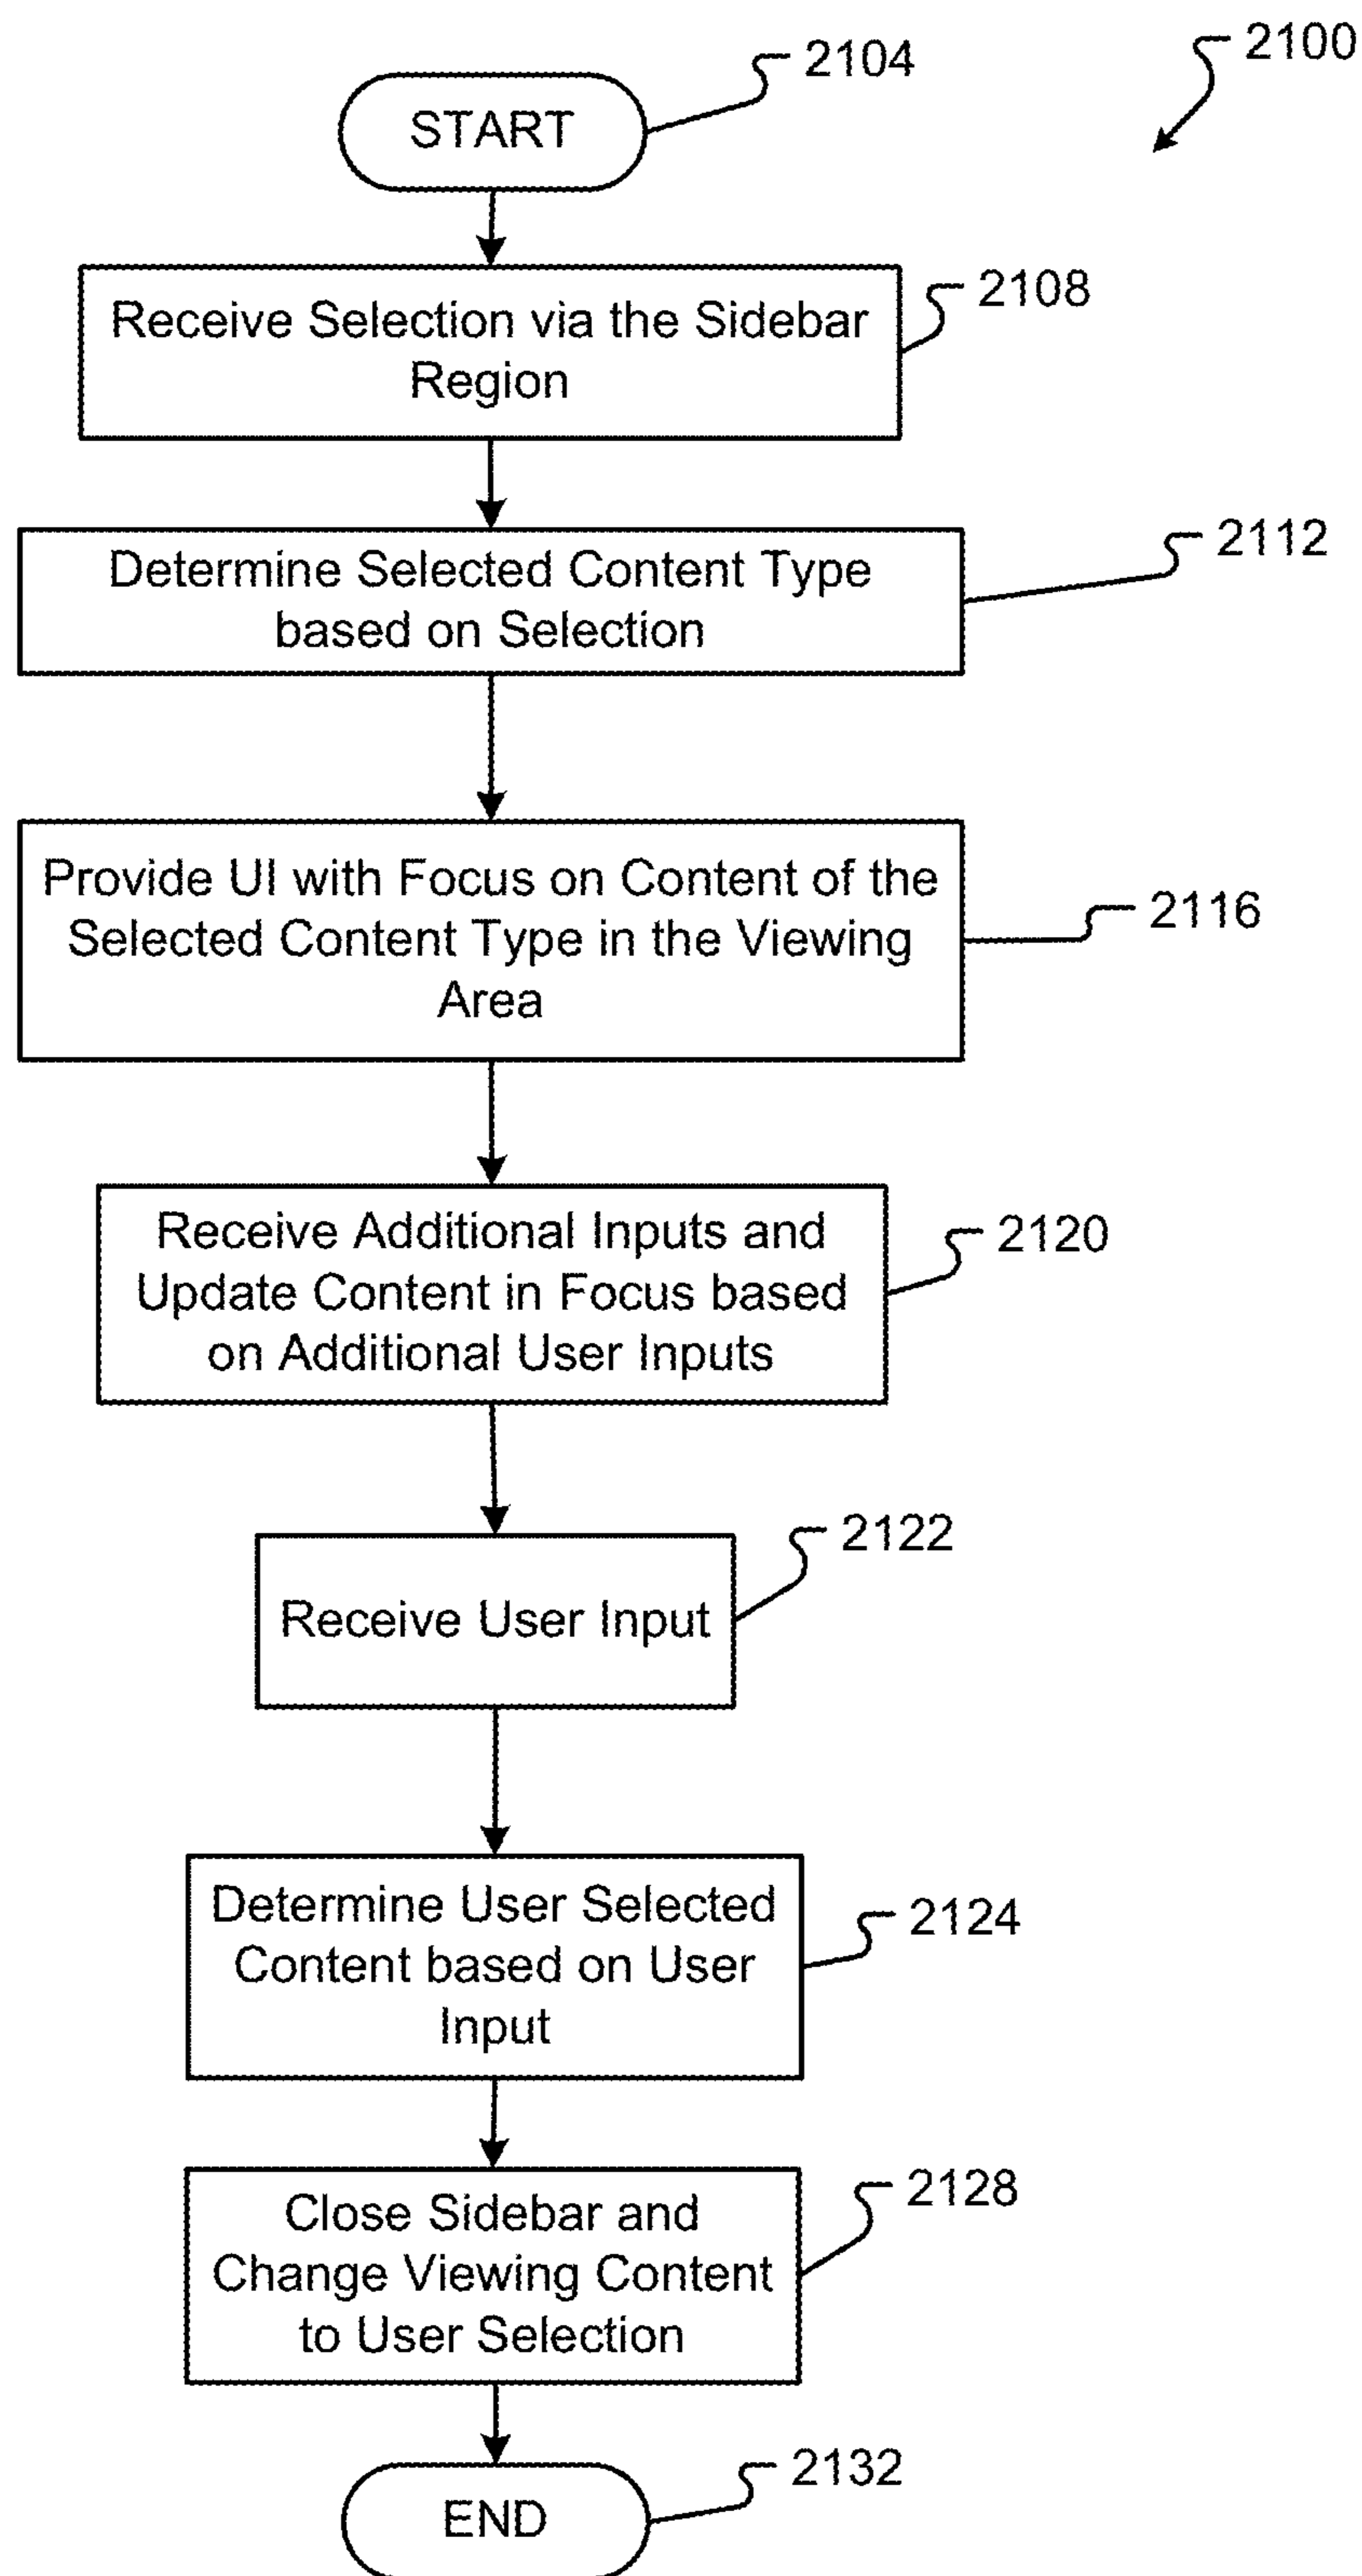 2100
2104
START
2108
Receive Selection via the Sidebar
Region
2112
Determine Selected Content Type
based on Selection
2116
Provide UI with Focus on Content of the
Selected Content Type in the Viewing
Area
2120
Receive Additional Inputs and
Update Content in Focus based
on Additional User Inputs
2122
Receive User Input
2124
Determine User Selected
Content based on User
Input
2128
Close Sidebar and
Change Viewing Content
to User Selection
2132
END